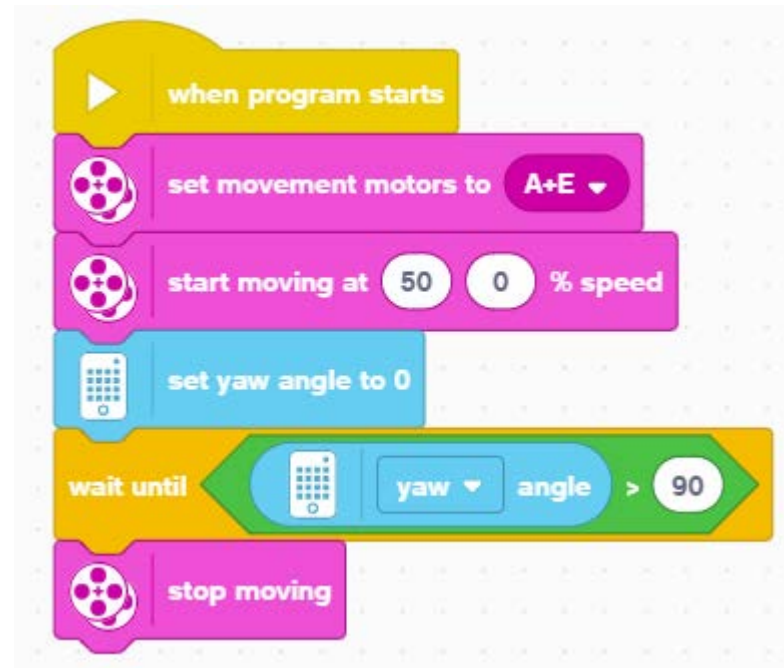 when program starts
set movement motors to A+E
start moving at 50 0 % speed
set yaw angle to 0
wait until yaw angle > 90
stop moving